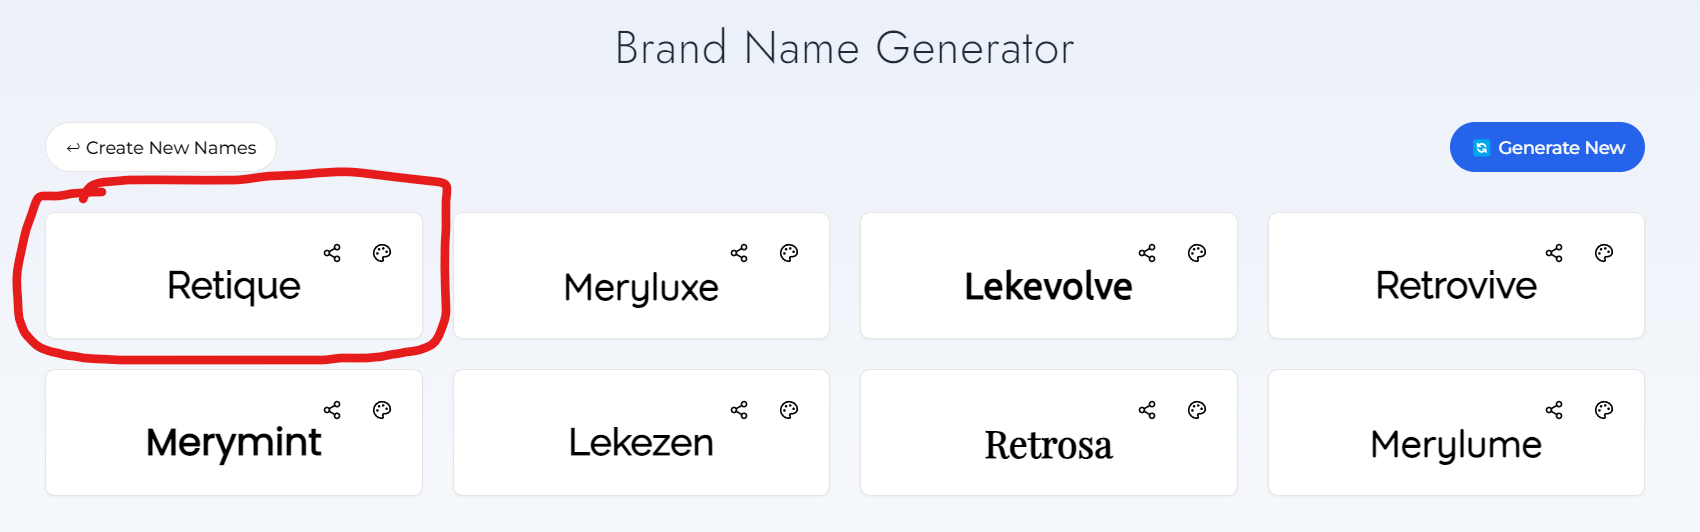 Brand Name Generator
↩ Create New Names
Generate New
Retique
Meryluxe
Lekevolve
Retrovive
Merymint
Lekezen
Retrosa
Merylume